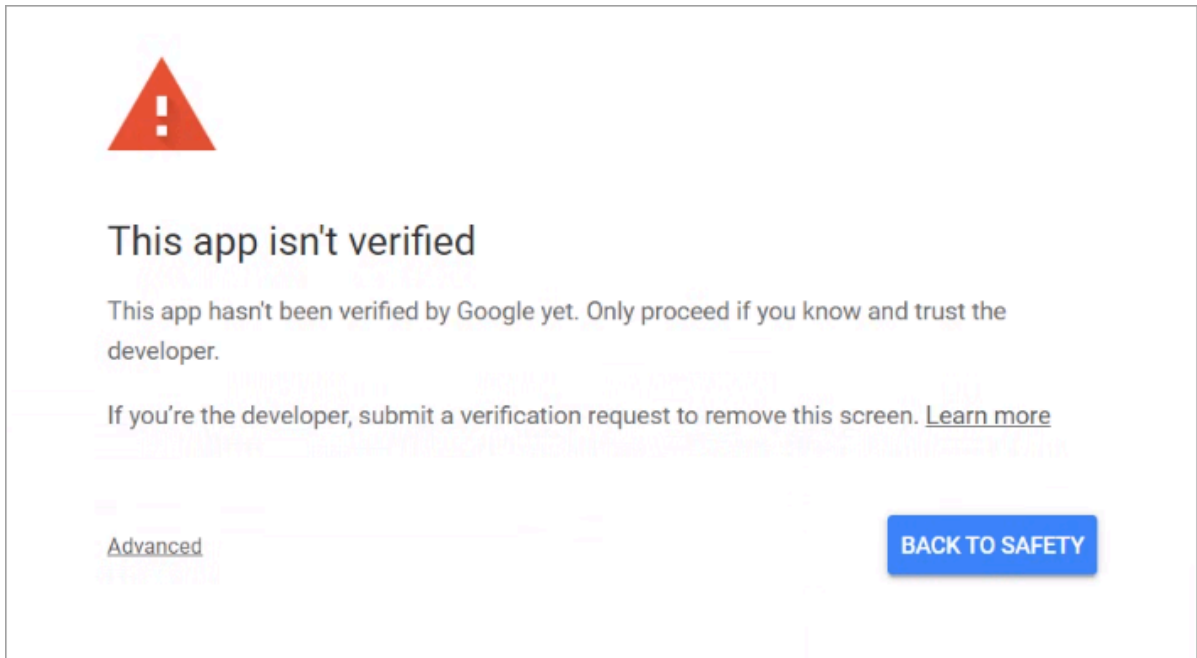 This app isn't verified
This app hasn't been verified by Google yet. Only proceed if you know and trust the
developer.
If you’re the developer, submit a verification request to remove this screen. Learn more
Advanced
BACK TO SAFETY